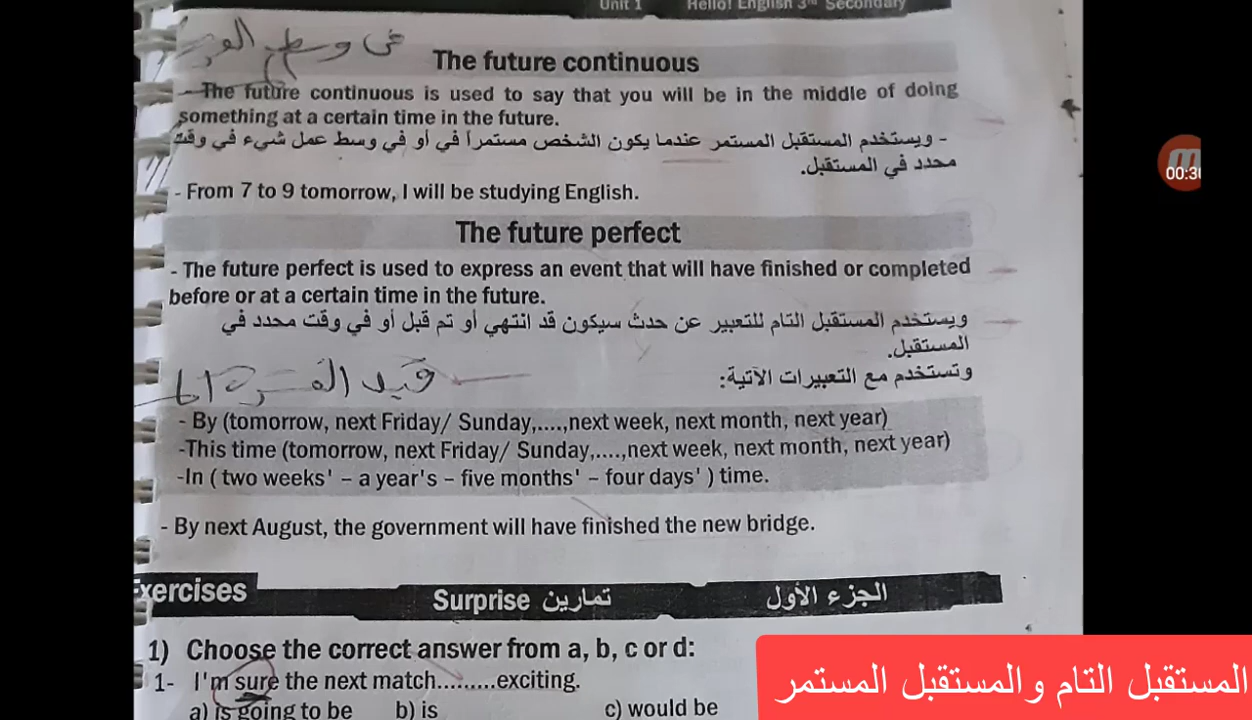 Unit 1 Hello! English 3rd Secondary
في وسط
The future continuous
- The future continuous is used to say that you will be in the middle of doing
something at a certain time in the future.
- ويستخدم المستقبل المستمر عندما يكون الشخص مستمراً في أو في وسط عمل شيء في وقت
محدد في المستقبل.
- From 7 to 9 tomorrow, I will be studying English.
The future perfect
- The future perfect is used to express an event that will have finished or completed
before or at a certain time in the future.
ويستخدم المستقبل التام للتعبير عن حدث سيكون قد انتهي أو تم قبل أو في وقت محدد في
المستقبل.
وتستخدم مع التعبيرات الآتية:
- By (tomorrow, next Friday/ Sunday,....,next week, next month, next year)
-This time (tomorrow, next Friday/ Sunday,....,next week, next month, next year)
-In ( two weeks' – a year's – five months' – four days' ) time.
- By next August, the government will have finished the new bridge.
Exercises Surprise تمارين الجزء الأول
1) Choose the correct answer from a, b, c or d:
1- I'm sure the next match.........exciting.
a) is going to be b) is c) would be
المستقبل التام والمستقبل المستمر